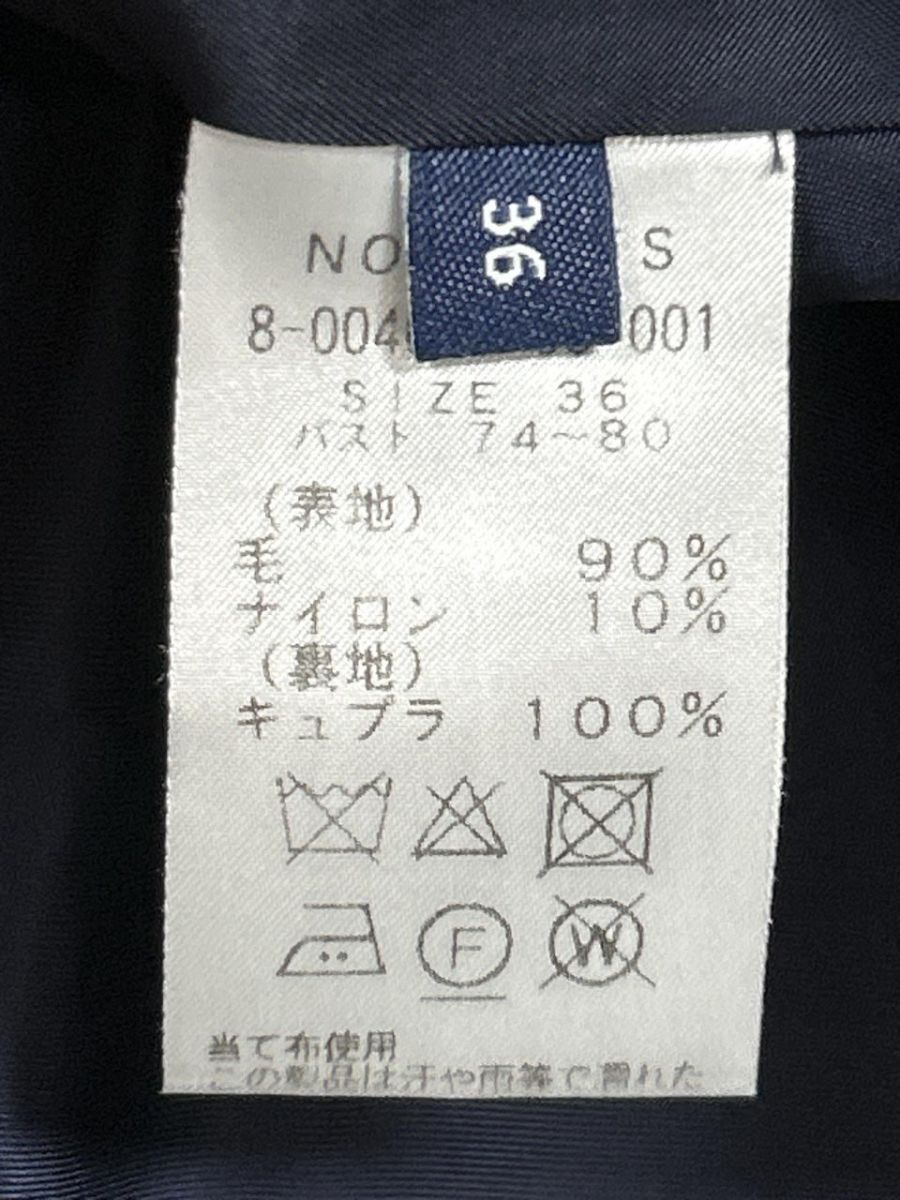 36
NO S
8-004 001
SIZE 36
バスト 74〜80
(表地)
毛 90%
ナイロン 10%
(裏地)
キュプラ 100%
F W
当て布使用
この製品は汗や雨等で濡れた